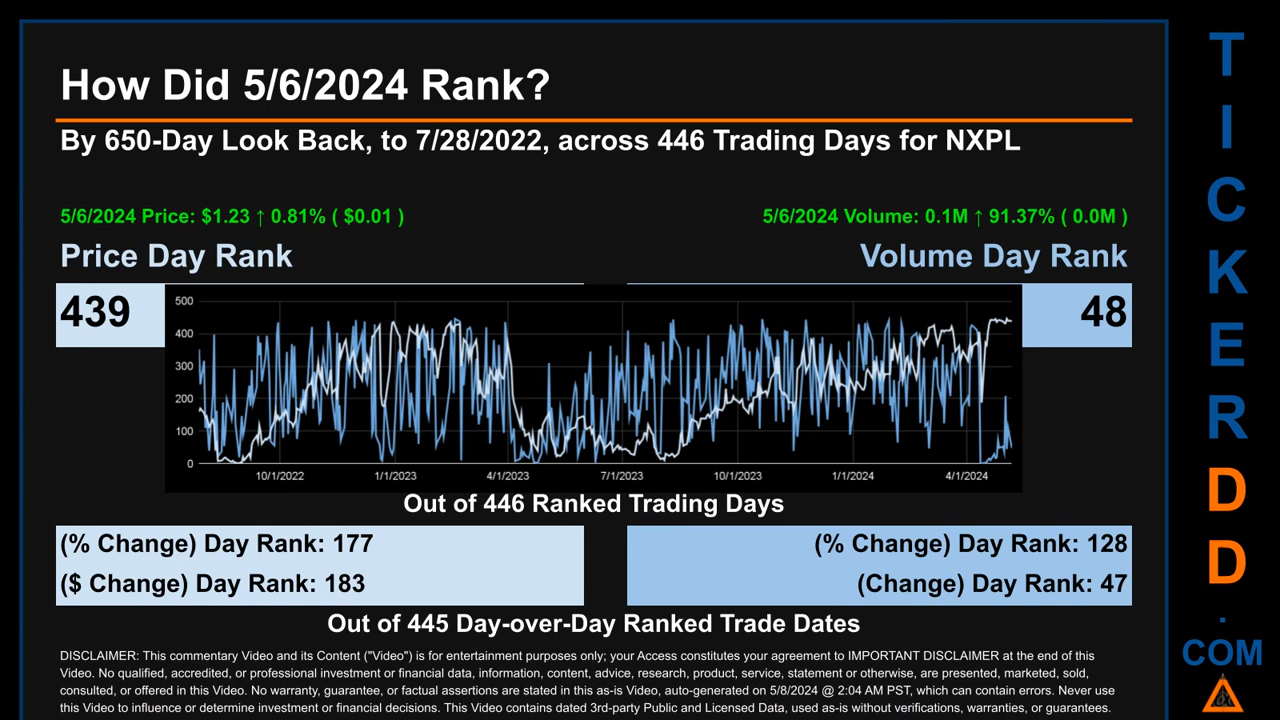 How Did 5/6/2024 Rank?
By 650-Day Look Back, to 7/28/2022, across 446 Trading Days for NXPL
5/6/2024 Price: $1.23 ↑ 0.81% ( $0.01 )
5/6/2024 Volume: 0.1M ↑ 91.37% ( 0.0M )
Price Day Rank
Volume Day Rank
439
48
500
400
300
200
100
0
10/1/2022
1/1/2023
4/1/2023
7/1/2023
10/1/2023
1/1/2024
4/1/2024
Out of 446 Ranked Trading Days
(% Change) Day Rank: 177
($ Change) Day Rank: 183
(% Change) Day Rank: 128
(Change) Day Rank: 47
Out of 445 Day-over-Day Ranked Trade Dates
DISCLAIMER: This commentary Video and its Content ("Video") is for entertainment purposes only; your Access constitutes your agreement to IMPORTANT DISCLAIMER at the end of this
Video. No qualified, accredited, or professional investment or financial data, information, content, advice, research, product, service, statement or otherwise, are presented, marketed, sold,
consulted, or offered in this Video. No warranty, guarantee, or factual assertions are stated in this as-is Video, auto-generated on 5/8/2024 @ 2:04 AM PST, which can contain errors. Never use
this Video to influence or determine investment or financial decisions. This Video contains dated 3rd-party Public and Licensed Data, used as-is without verifications, warranties, or guarantees.
T
I
C
K
E
R
D
D
.
COM